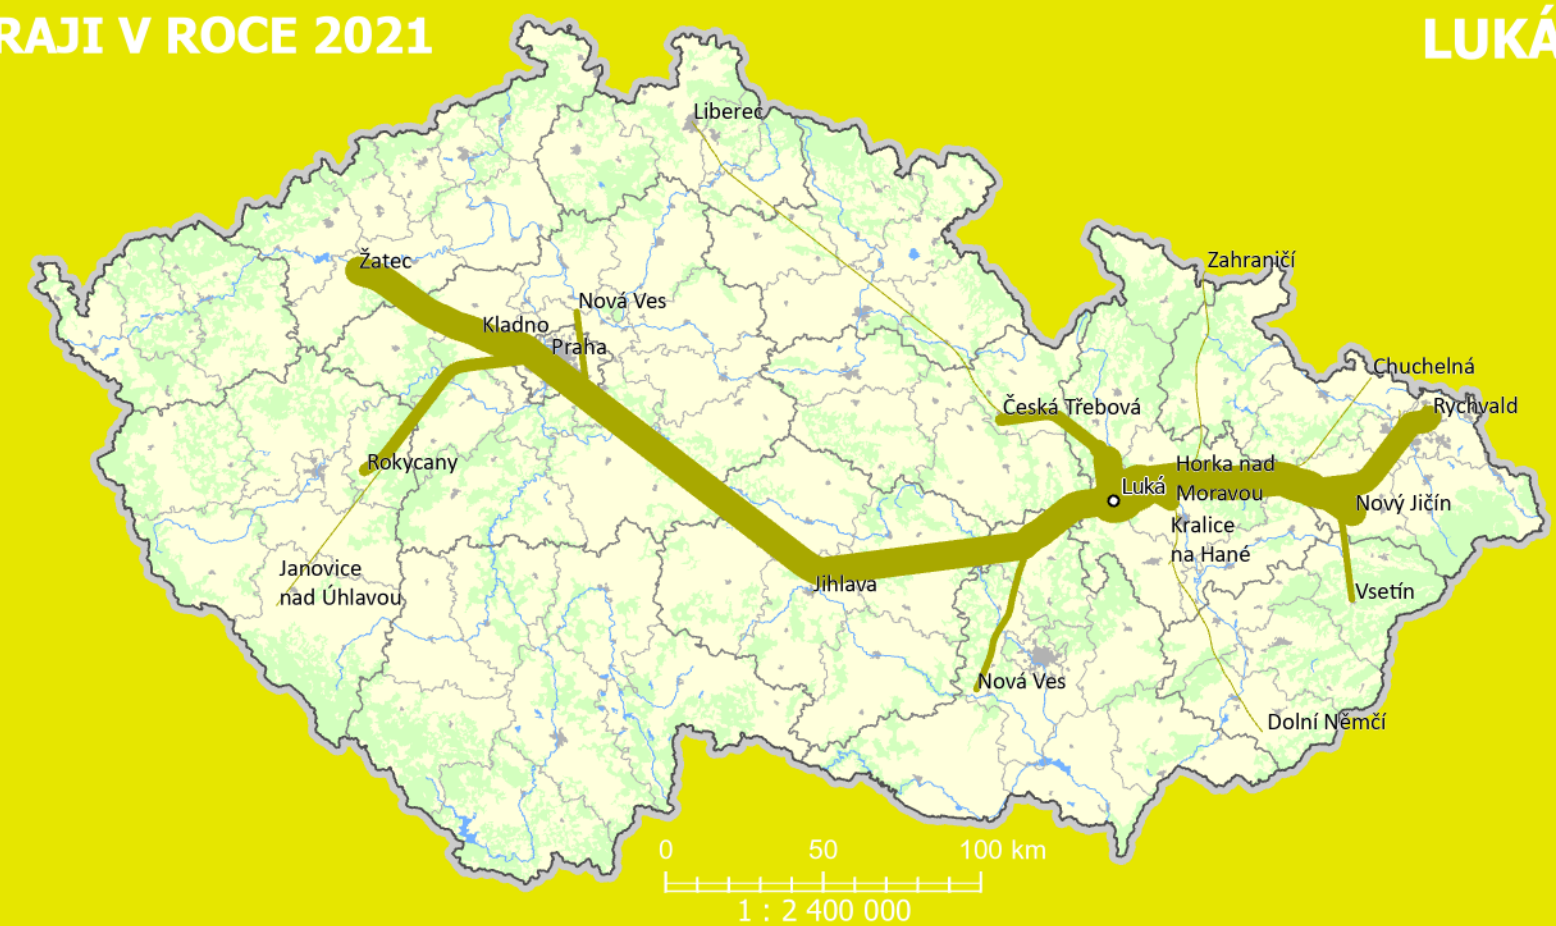 RAJI V ROCE 2021
LUKÁ
Liberec
Zahraničí
Žatec
Nová Ves
Kladno
Praha
Chuchelná
Rychvald
Česká Třebová
Rokycany
Horka nad
Moravou
Luká
Nový Jičín
Kralice
na Hané
Janovice
nad Úhlavou
Jihlava
Vsetín
Nová Ves
Dolní Němčí
0 50 100 km
1 : 2 400 000